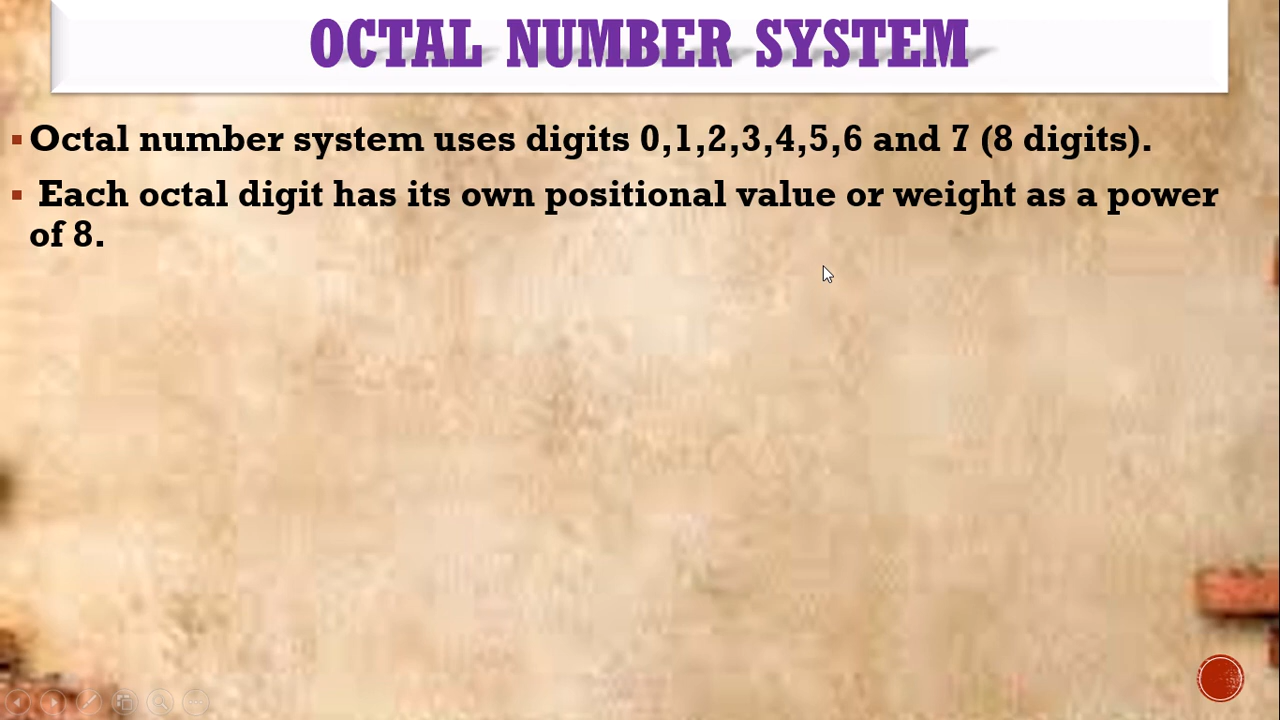 OCTAL NUMBER SYSTEM
Octal number system uses digits 0,1,2,3,4,5,6 and 7 (8 digits).
Each octal digit has its own positional value or weight as a power
of 8.